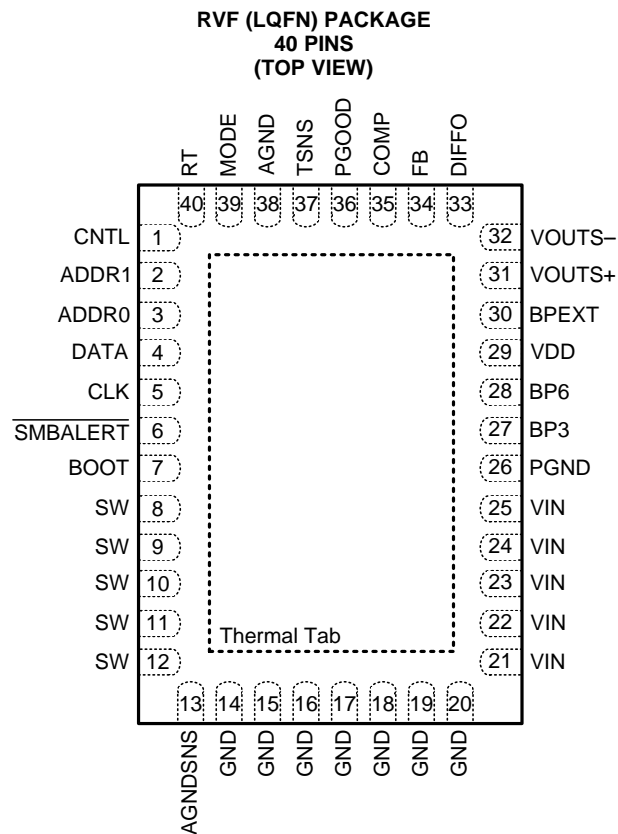 RVF (LQFN) PACKAGE
40 PINS
(TOP VIEW)
RT
MODE
AGND
TSNS
PGOOD
COMP
FB
DIFFO
40 39 38 37 36 35 34 33
CNTL 1
ADDR1 2
ADDR0 3
DATA 4
CLK 5
SMBALERT 6
BOOT 7
SW 8
SW 9
SW 10
SW 11
SW 12
32 VOUTS–
31 VOUTS+
30 BPEXT
29 VDD
28 BP6
27 BP3
26 PGND
25 VIN
24 VIN
23 VIN
22 VIN
21 VIN
Thermal Tab
13 14 15 16 17 18 19 20
AGNDSNS
GND
GND
GND
GND
GND
GND
GND